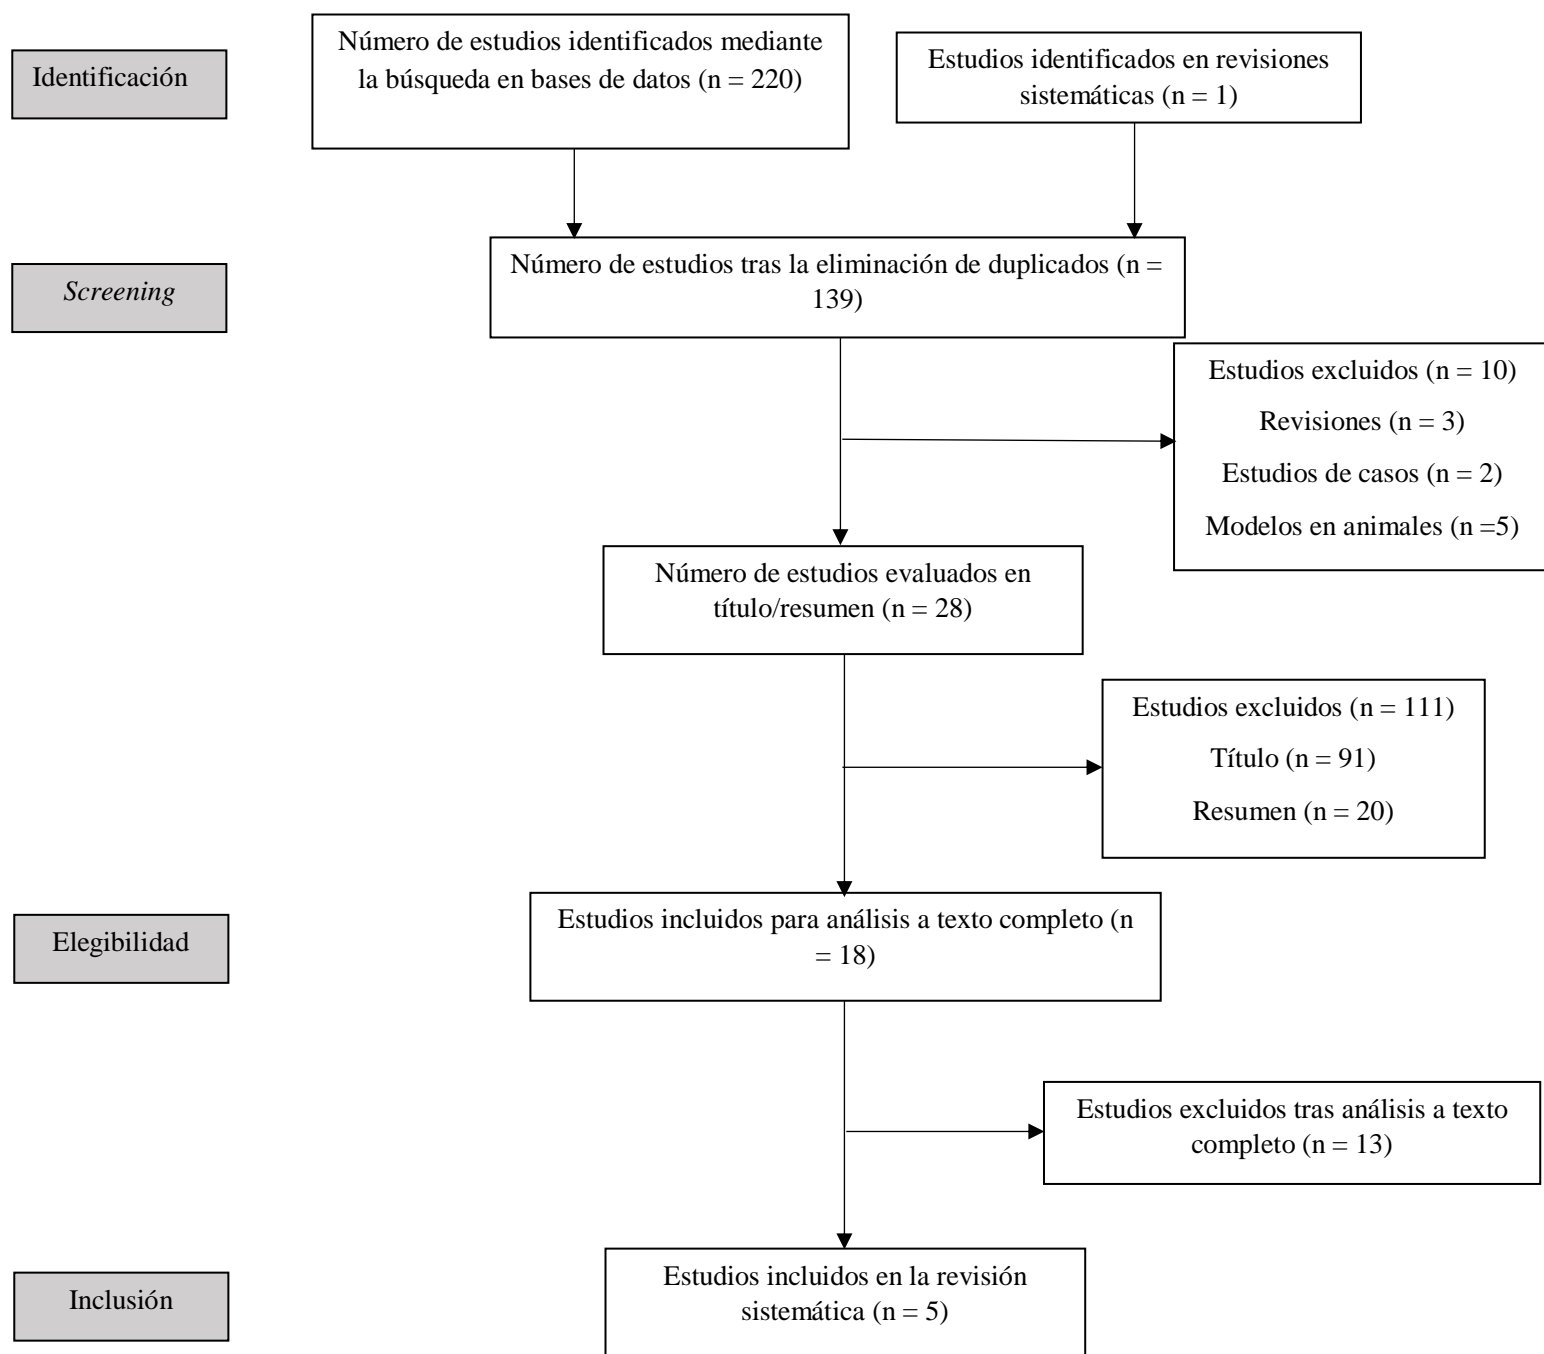 Número de estudios identificados mediante
la búsqueda en bases de datos (n = 220)
Estudios identificados en revisiones
sistemáticas (n = 1)
Identificación
Número de estudios tras la eliminación de duplicados (n =
139)
Screening
Estudios excluidos (n = 10)
Revisiones (n = 3)
Estudios de casos (n = 2)
Modelos en animales (n =5)
Número de estudios evaluados en
título/resumen (n = 28)
Estudios excluidos (n = 111)
Título (n = 91)
Resumen (n = 20)
Estudios incluidos para análisis a texto completo (n
= 18)
Elegibilidad
Estudios excluidos tras análisis a texto
completo (n = 13)
Estudios incluidos en la revisión
sistemática (n = 5)
Inclusión